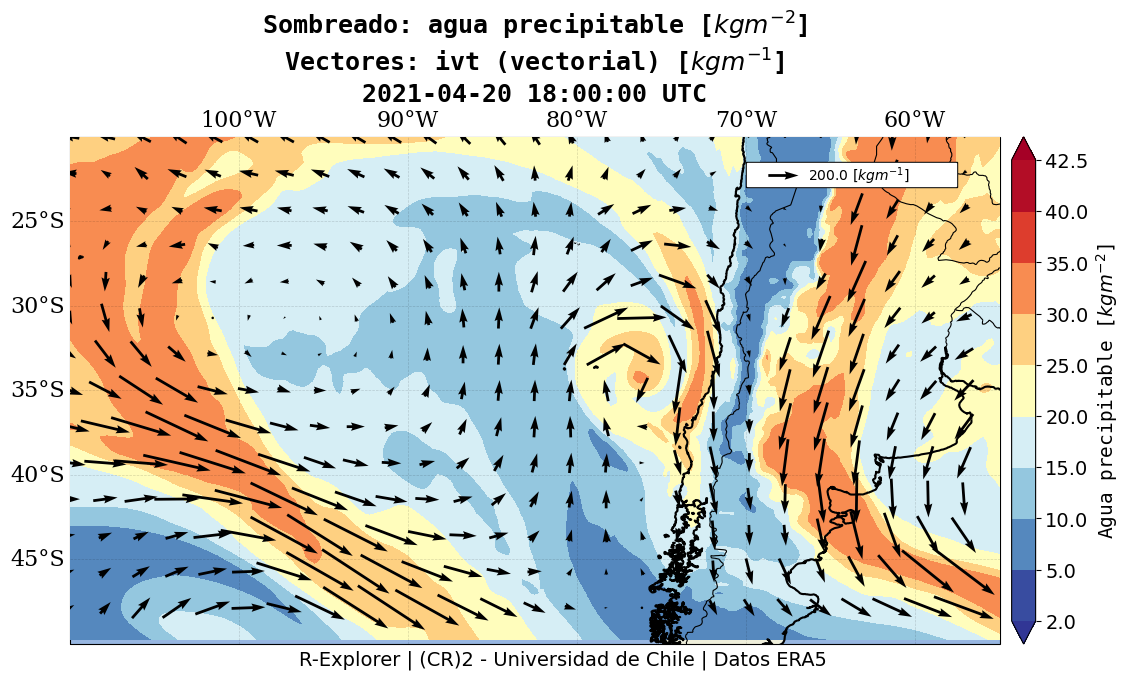 Sombreado: agua precipitable [kgm⁻²]
Vectores: ivt (vectorial) [kgm⁻¹]
2021-04-20 18:00:00 UTC
100°W 90°W 80°W 70°W 60°W
200.0 [kgm⁻¹]
25°S
30°S
35°S
40°S
45°S
42.5
40.0
35.0
30.0
25.0
20.0
15.0
10.0
5.0
2.0
Agua precipitable [kgm⁻²]
R-Explorer | (CR)2 - Universidad de Chile | Datos ERA5